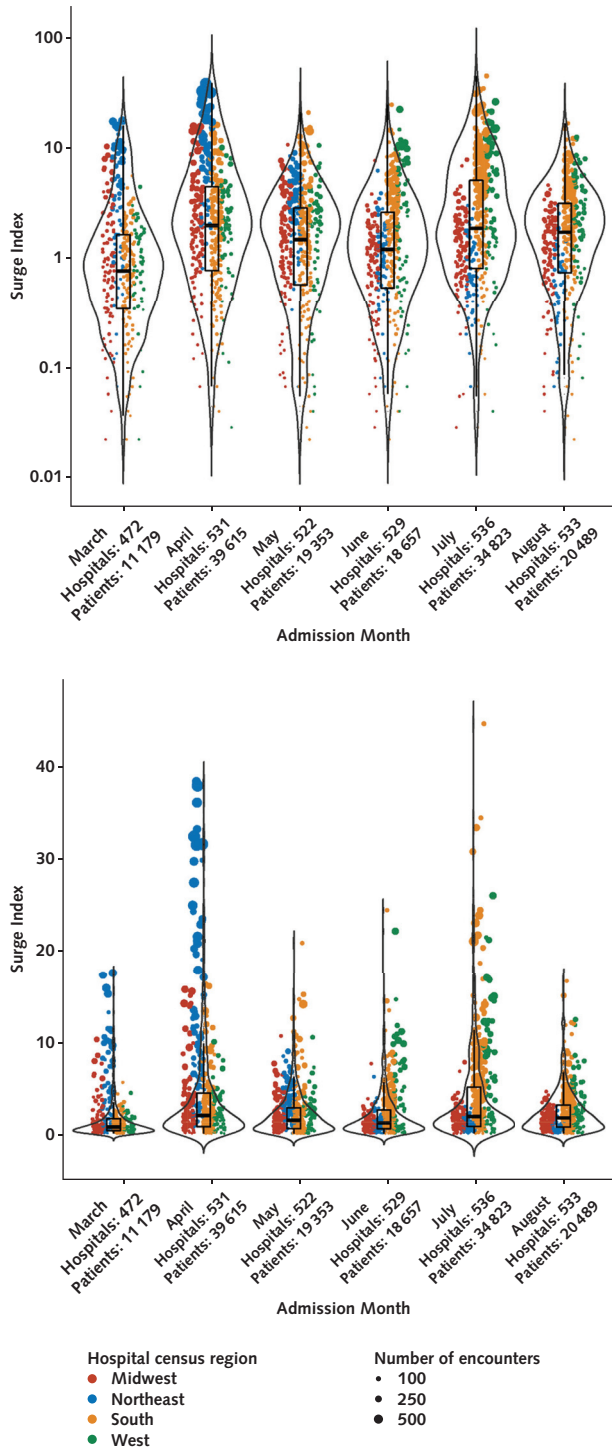 100
10
1
0.1
0.01
Surge Index
March
Hospitals: 472
Patients: 11 179
April
Hospitals: 531
Patients: 39 615
May
Hospitals: 522
Patients: 19 353
June
Hospitals: 529
Patients: 18 657
July
Hospitals: 536
Patients: 34 823
August
Hospitals: 533
Patients: 20 489
Admission Month
40
30
20
10
0
Surge Index
March
Hospitals: 472
Patients: 11 179
April
Hospitals: 531
Patients: 39 615
May
Hospitals: 522
Patients: 19 353
June
Hospitals: 529
Patients: 18 657
July
Hospitals: 536
Patients: 34 823
August
Hospitals: 533
Patients: 20 489
Admission Month
Hospital census region
Midwest
Northeast
South
West
Number of encounters
100
250
500